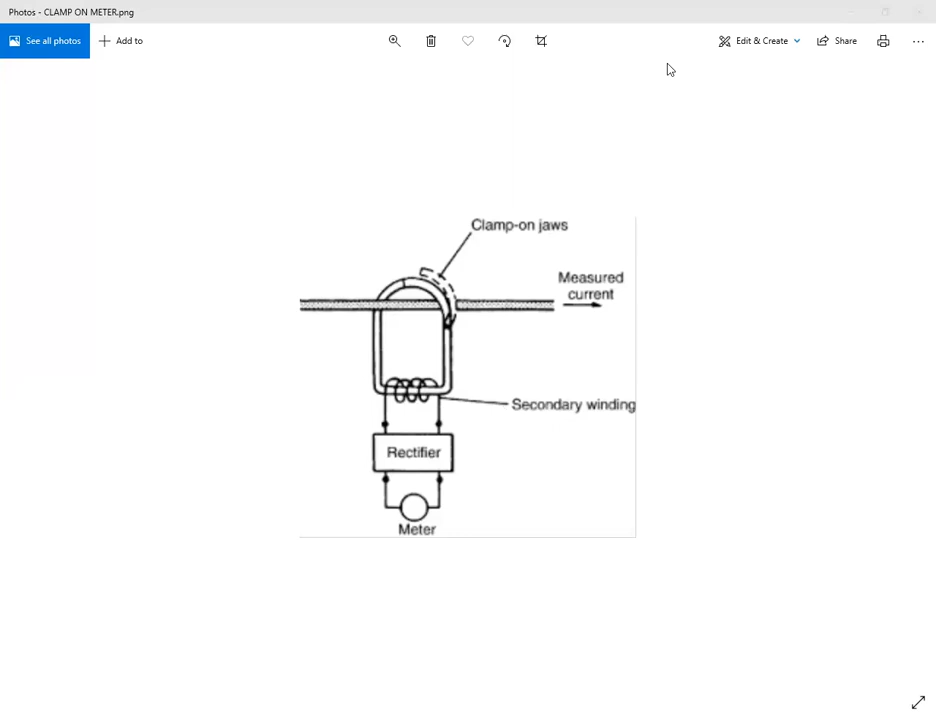 Photos - CLAMP ON METER.png
See all photos
Add to
Edit & Create
Share
Clamp-on jaws
Measured
current
Secondary winding
Rectifier
Meter